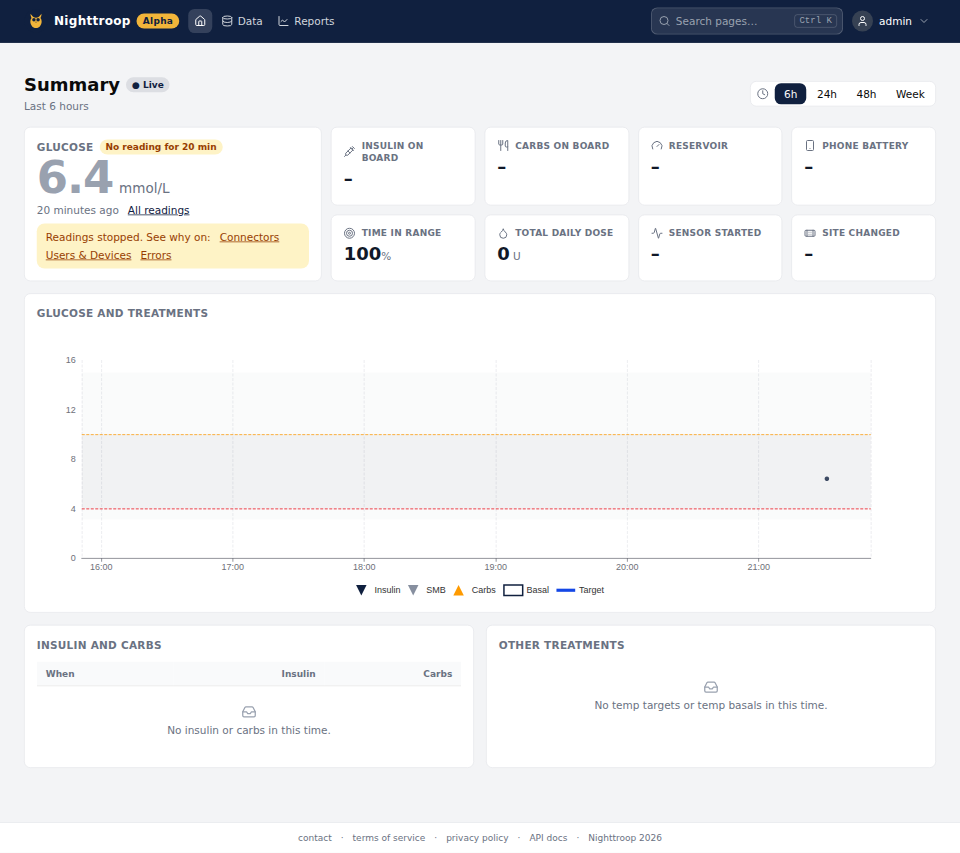 Nighttroop Alpha Data Reports Search pages... Ctrl K admin
Summary ● Live
Last 6 hours
6h 24h 48h Week
GLUCOSE No reading for 20 min
6.4 mmol/L
20 minutes ago All readings
Readings stopped. See why on: Connectors
Users & Devices Errors
INSULIN ON
BOARD
–
CARBS ON BOARD
–
RESERVOIR
–
PHONE BATTERY
–
TIME IN RANGE
100%
TOTAL DAILY DOSE
0 U
SENSOR STARTED
–
SITE CHANGED
–
GLUCOSE AND TREATMENTS
16
12
8
4
0
16:00 17:00 18:00 19:00 20:00 21:00
Insulin SMB Carbs Basal Target
INSULIN AND CARBS
When Insulin Carbs
No insulin or carbs in this time.
OTHER TREATMENTS
No temp targets or temp basals in this time.
contact · terms of service · privacy policy · API docs · Nighttroop 2026